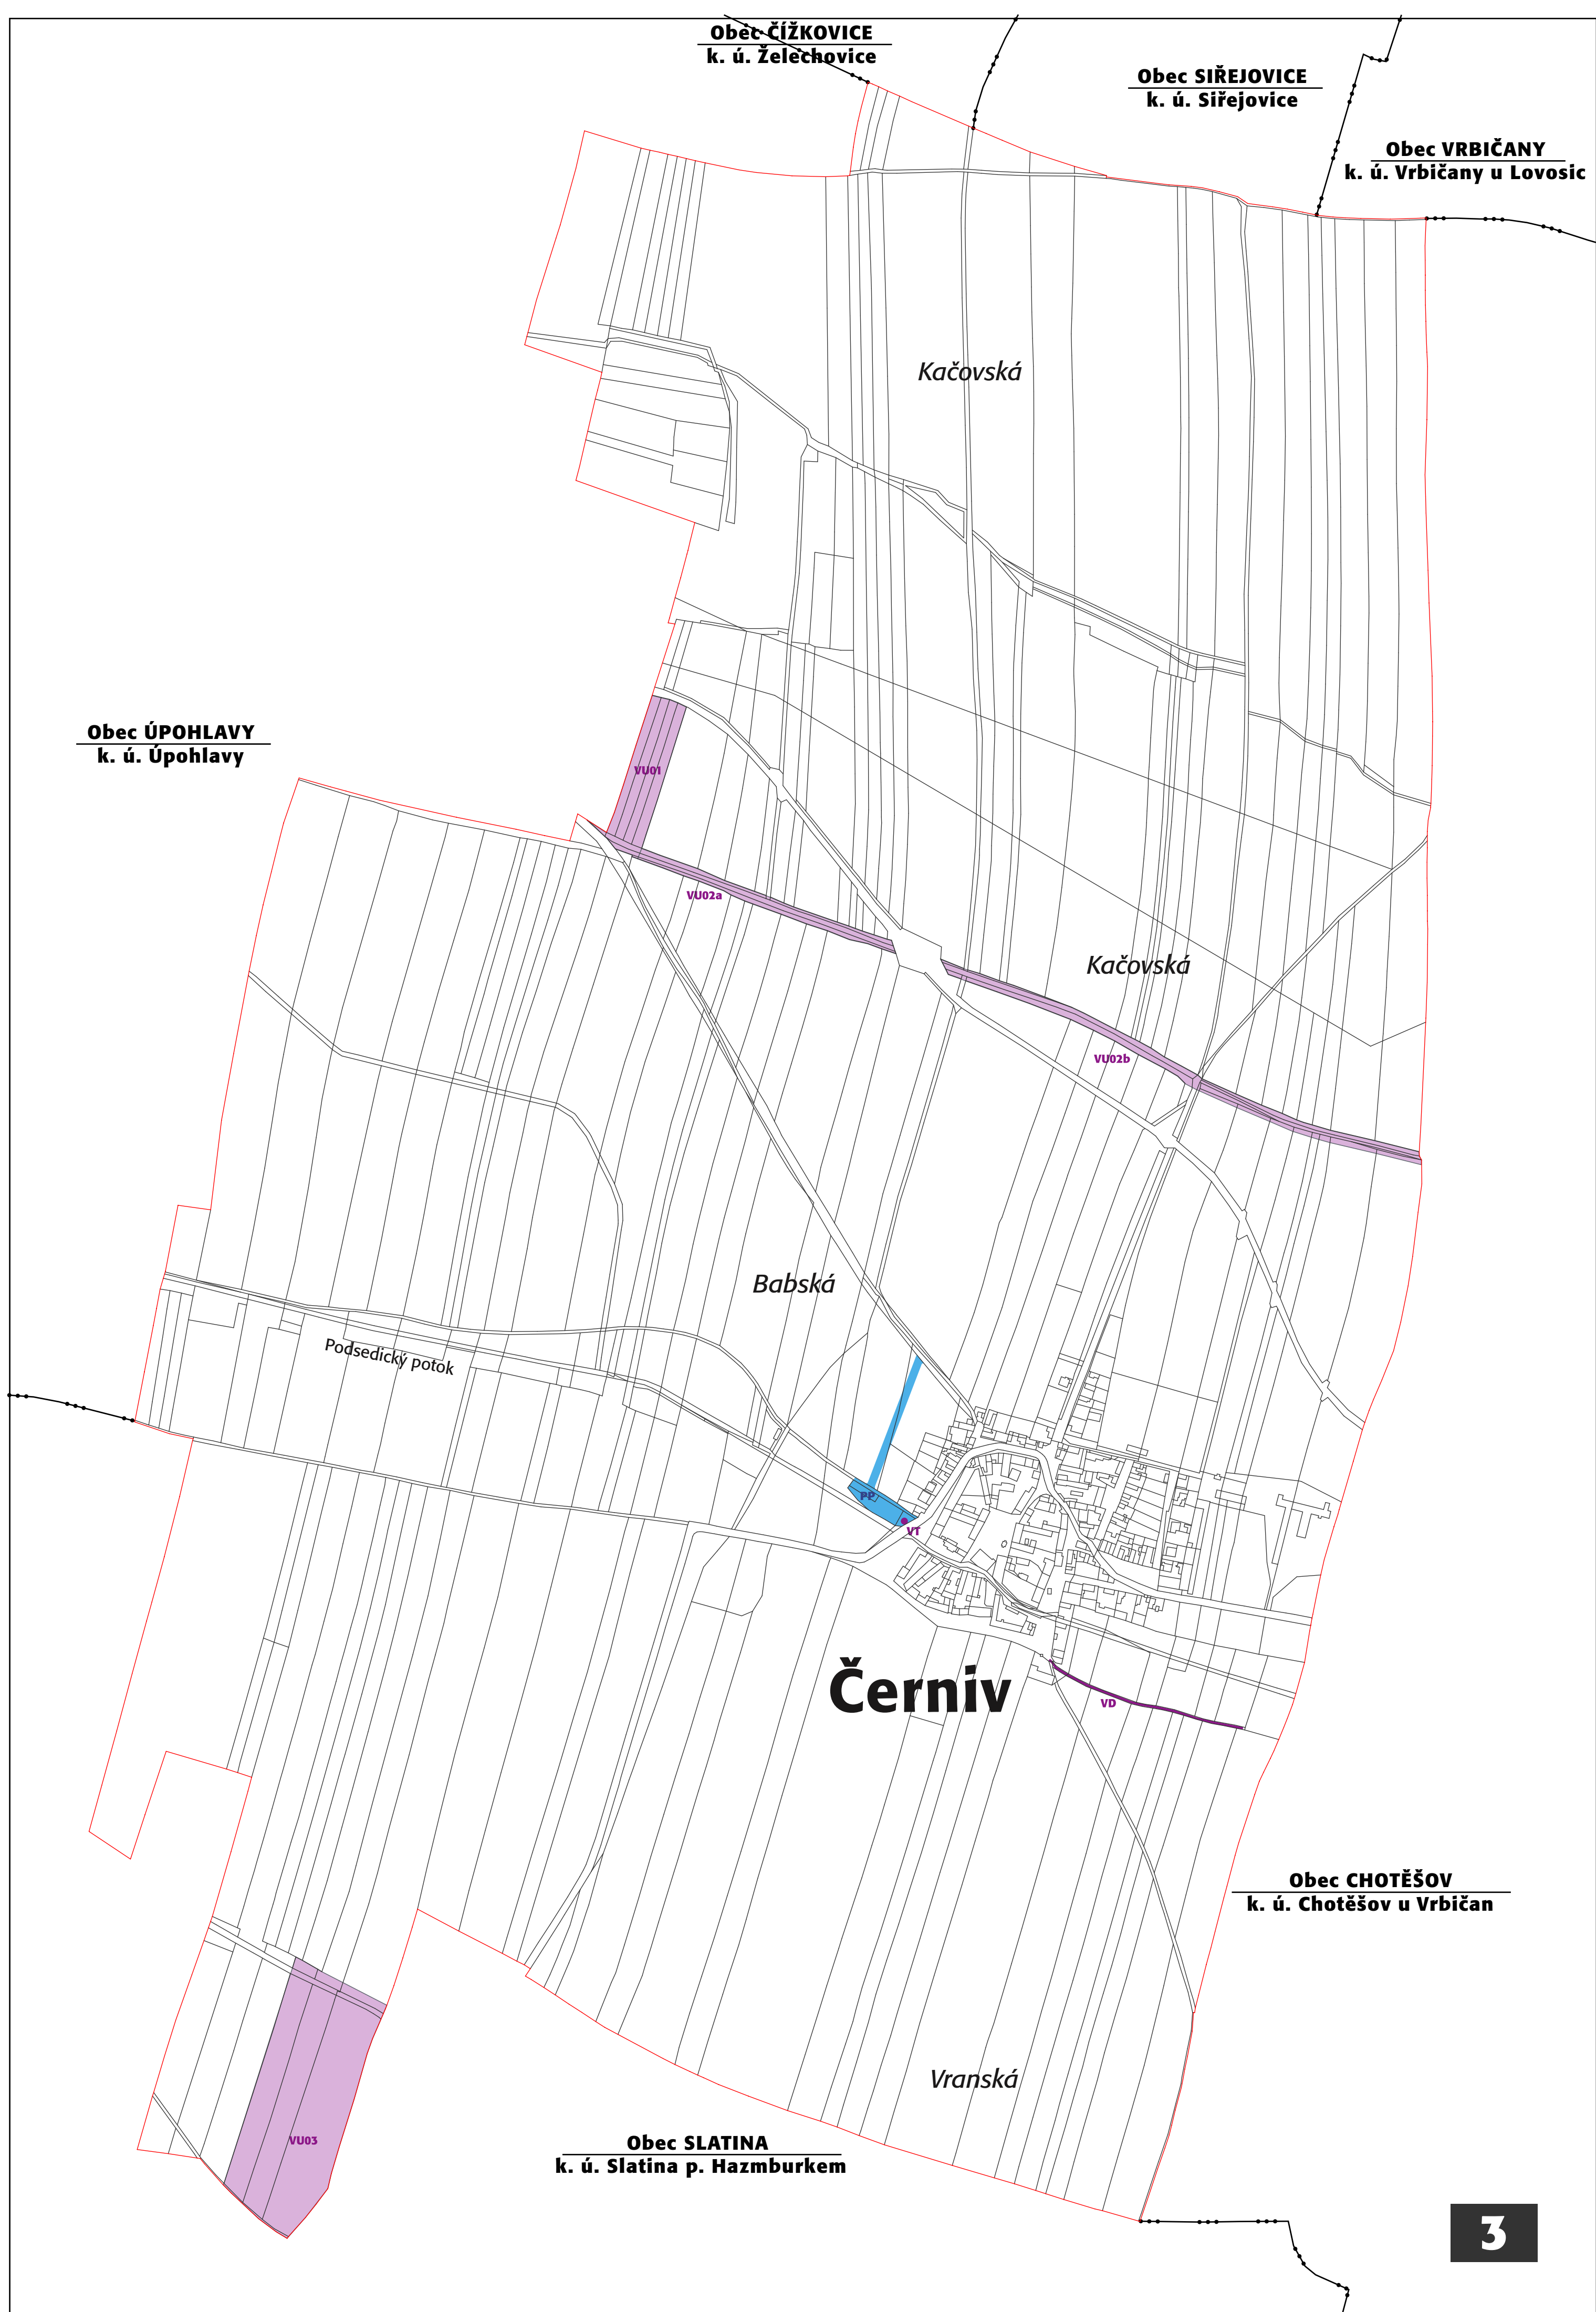 Obec ČÍŽKOVICE
k. ú. Želechovice
Obec SIŘEJOVICE
k. ú. Siřejovice
Obec VRBIČANY
k. ú. Vrbičany u Lovosic
Kačovská
Obec ÚPOHLAVY
k. ú. Úpohlavy
VU01
VU02a
Kačovská
VU02b
Babská
Podsedický potok
PP
VT
Černiv
VD
Obec CHOTĚŠOV
k. ú. Chotěšov u Vrbičan
Vranská
VU03
Obec SLATINA
k. ú. Slatina p. Hazmburkem
3